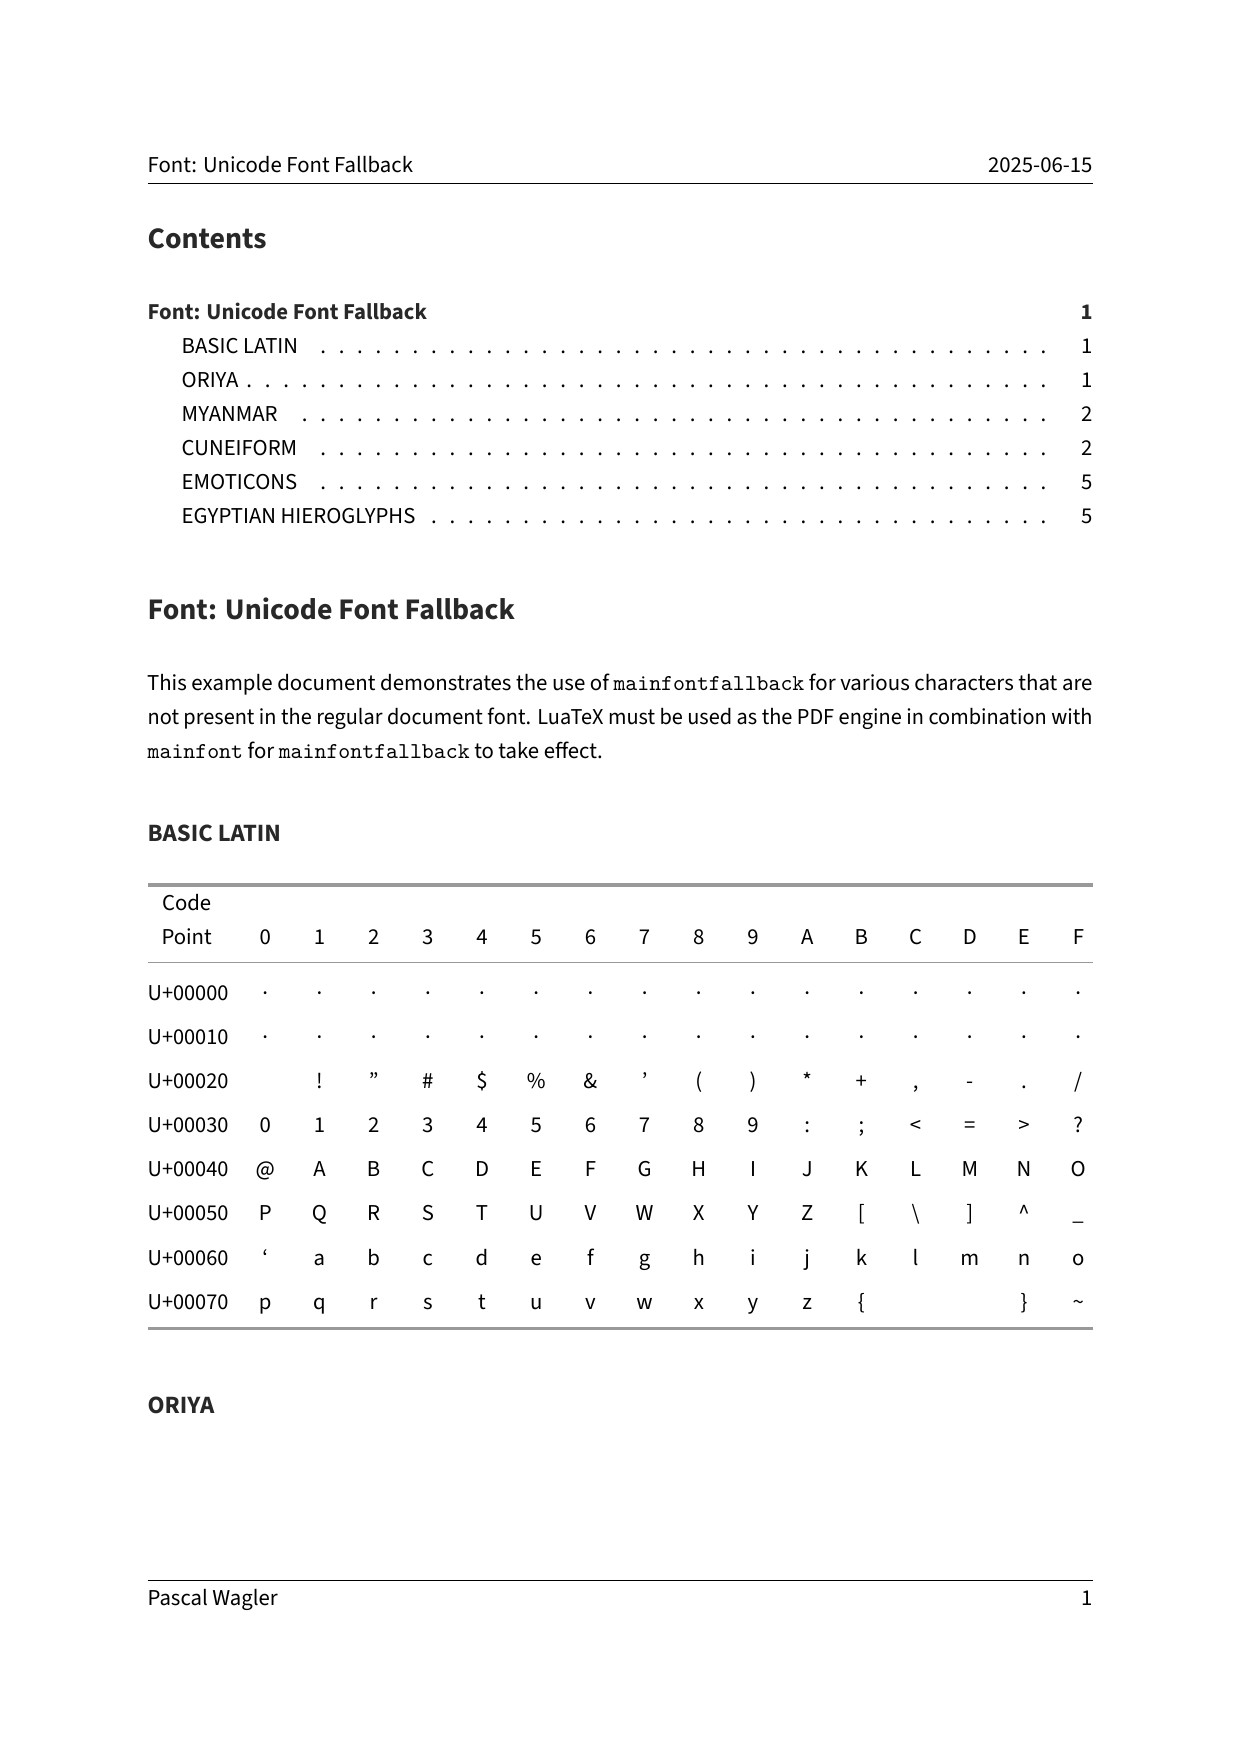 Font: Unicode Font Fallback 2025-06-15
Contents
Font: Unicode Font Fallback 1
BASIC LATIN . . . . . . . . . . . . . . . . . . . . . . . . . . . . . . . . . . . . . . . . 1
ORIYA . . . . . . . . . . . . . . . . . . . . . . . . . . . . . . . . . . . . . . . . . . . . 1
MYANMAR . . . . . . . . . . . . . . . . . . . . . . . . . . . . . . . . . . . . . . . . . 2
CUNEIFORM . . . . . . . . . . . . . . . . . . . . . . . . . . . . . . . . . . . . . . . . 2
EMOTICONS . . . . . . . . . . . . . . . . . . . . . . . . . . . . . . . . . . . . . . . . 5
EGYPTIAN HIEROGLYPHS . . . . . . . . . . . . . . . . . . . . . . . . . . . . . . . . . . 5
Font: Unicode Font Fallback
This example document demonstrates the use of mainfontfallback for various characters that are
not present in the regular document font. LuaTeX must be used as the PDF engine in combination with
mainfont for mainfontfallback to take effect.
BASIC LATIN
Code
Point 0 1 2 3 4 5 6 7 8 9 A B C D E F
U+00000 · · · · · · · · · · · · · · · ·
U+00010 · · · · · · · · · · · · · · · ·
U+00020 ! ” # $ % & ’ ( ) * + , - . /
U+00030 0 1 2 3 4 5 6 7 8 9 : ; < = > ?
U+00040 @ A B C D E F G H I J K L M N O
U+00050 P Q R S T U V W X Y Z [ \ ] ^ _
U+00060 ‘ a b c d e f g h i j k l m n o
U+00070 p q r s t u v w x y z { } ~
ORIYA
Pascal Wagler 1